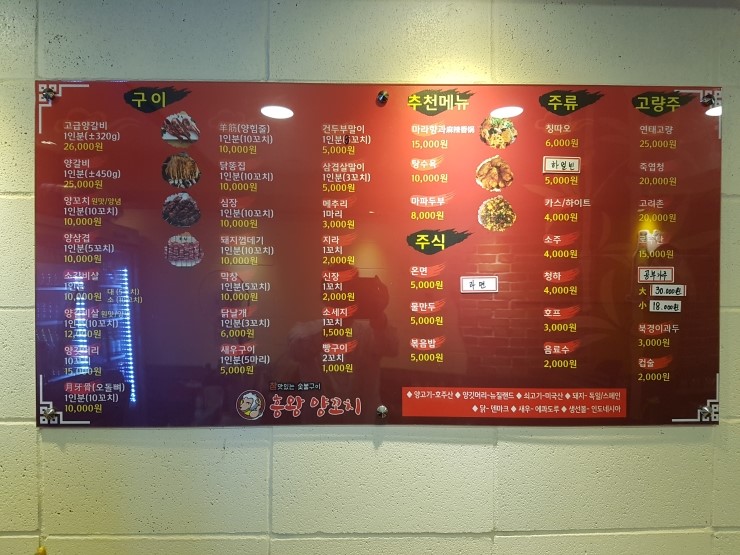 구이
고급양갈비
1인분(±320g)
26,000원
양갈비
1인분(±450g)
25,000원
양꼬치 원맛/양념
1인분(10꼬치)
10,000원
양삼겹
1인분(5꼬치)
10,000원
소갈비살
1인분
10,000원
양갈비살
1인분(10꼬치)
12,000원
10꼬치
15,000원
月牙骨(오돌뼈)
1인분(10꼬치)
10,000원
羊筋(양힘줄)
1인분(10꼬치)
10,000원
닭똥집
1인분(10꼬치)
10,000원
심장
1인분(10꼬치)
10,000원
돼지껍데기
1인분(10꼬치)
10,000원
막창
1인분(5꼬치)
10,000원
닭날개
1인분(3꼬치)
6,000원
새우구이
1인분(5마리)
5,000원
건두부말이
5,000원
삼겹살말이
1인분(3꼬치)
5,000원
메추리
1마리
3,000원
지라
1꼬치
2,000원
신장
1꼬치
2,000원
소세지
1꼬치
1,500원
빵구이
2꼬치
1,000원
추천메뉴
마라향과麻辣香锅
15,000원
탕수육
10,000원
마파두부
8,000원
주식
온면
5,000원
라면
물만두
5,000원
볶음밥
5,000원
주류
칭따오
6,000원
하얼빈
5,000원
카스/하이트
4,000원
소주
4,000원
청하
4,000원
호프
3,000원
음료수
2,000원
고량주
연태고량
25,000원
죽엽청
20,000원
고려촌
20,000원
15,000원
공부가주
大 30.000원
小 18.000원
북경이과두
3,000원
컵술
2,000원
맛있는 숯불구이
흥왕 양꼬치
◆ 양고기-호주산 ◆ 양깃머리-뉴질랜드 ◆ 쇠고기-미국산 ◆ 돼지- 독일/스페인
◆ 닭- 덴마크 ◆ 새우- 에콰도루 ◆ 생선볼- 인도네시아